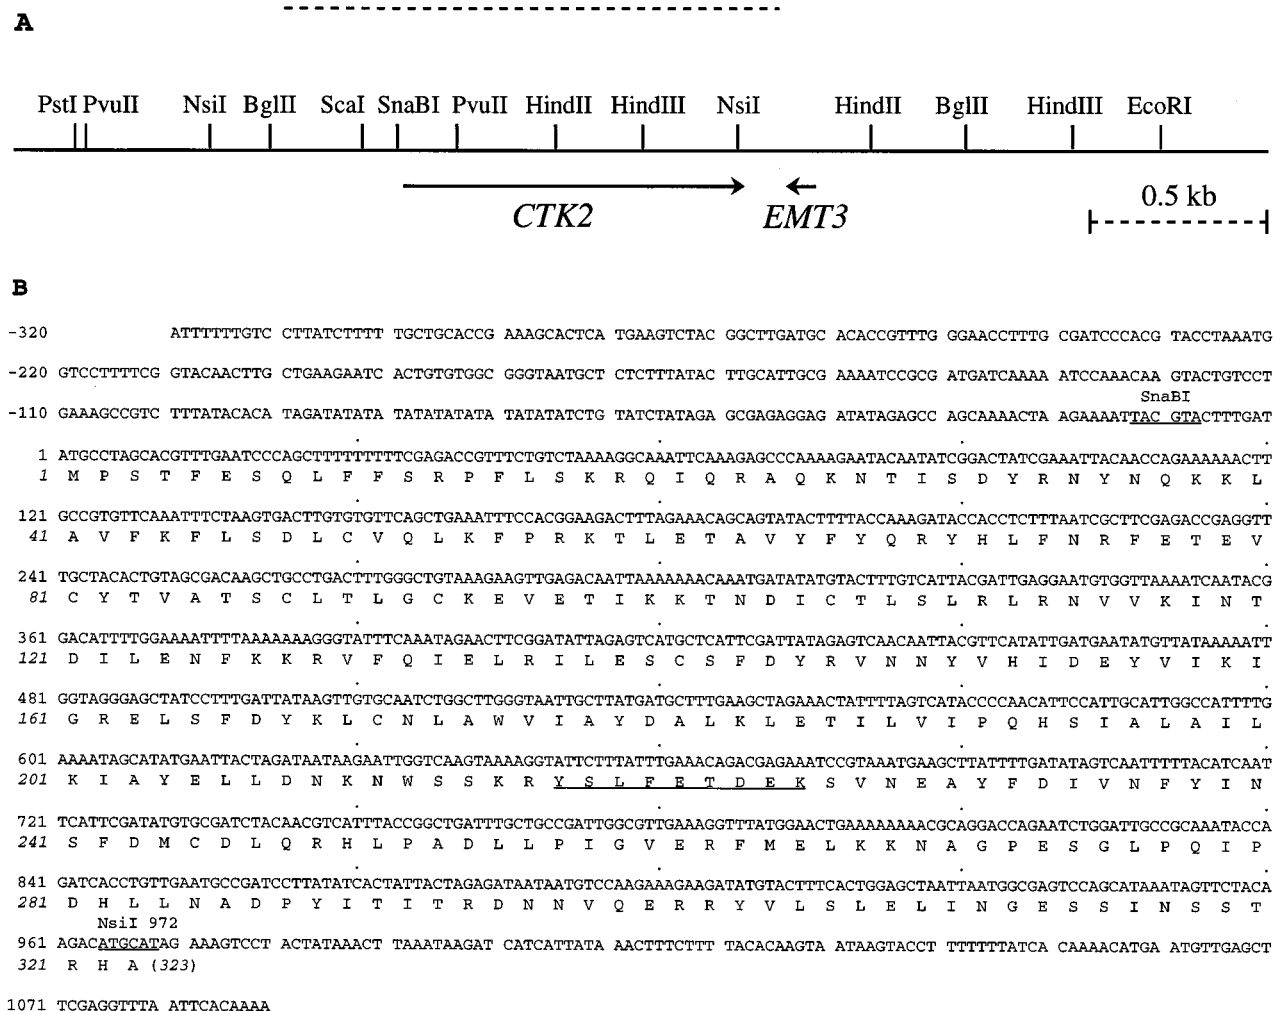 A
PstI PvuII NsiI BglII ScaI SnaBI PvuII HindII HindIII NsiI HindII BglII HindIII EcoRI
0.5 kb
CTK2 EMT3
B
-320 ATTTTTTGTC CTTATCTTTT TGCTGCACCG AAAGCACTCA TGAAGTCTAC GGCTTGATGC ACACCGTTTG GGAACCTTTG CGATCCCACG TACCTAAATG
-220 GTCCTTTTCG GTACAACTTG CTGAAGAATC ACTGTGTGGC GGGTAATGCT CTCTTTATAC TTGCATTGCG AAAATCCGCG ATGATCAAAA ATCCAAACAA GTACTGTCCT
SnaBI
-110 GAAAGCCGTC TTTATACACA TAGATATATA TATATATATA TATATATCTG TATCTATAGA GCGAGAGGAG ATATAGAGCC AGCAAAACTA AGAAAATTAC GTACTTTGAT
1 ATGCCTAGCACGTTTGAATCCCAGCTTTTTTTTTCGAGACCGTTTCTGTCTAAAAGGCAAATTCAAAGAGCCCAAAAGAATACAATATCGGACTATCGAAATTACAACCAGAAAAAACTT
1 M P S T F E S Q L F F S R P F L S K R Q I Q R A Q K N T I S D Y R N Y N Q K K L
121 GCCGTGTTCAAATTTCTAAGTGACTTGTGTGTTCAGCTGAAATTTCCACGGAAGACTTTAGAAACAGCAGTATACTTTTACCAAAGATACCACCTCTTTAATCGCTTCGAGACCGAGGTT
41 A V F K F L S D L C V Q L K F P R K T L E T A V Y F Y Q R Y H L F N R F E T E V
241 TGCTACACTGTAGCGACAAGCTGCCTGACTTTGGGCTGTAAAGAAGTTGAGACAATTAAAAAAACAAATGATATATGTACTTTGTCATTACGATTGAGGAATGTGGTTAAAATCAATACG
81 C Y T V A T S C L T L G C K E V E T I K K T N D I C T L S L R L R N V V K I N T
361 GACATTTTGGAAAATTTTAAAAAAAGGGTATTTCAAATAGAACTTCGGATATTAGAGTCATGCTCATTCGATTATAGAGTCAACAATTACGTTCATATTGATGAATATGTTATAAAAATT
121 D I L E N F K K R V F Q I E L R I L E S C S F D Y R V N N Y V H I D E Y V I K I
481 GGTAGGGAGCTATCCTTTGATTATAAGTTGTGCAATCTGGCTTGGGTAATTGCTTATGATGCTTTGAAGCTAGAAACTATTTTAGTCATACCCCAACATTCCATTGCATTGGCCATTTTG
161 G R E L S F D Y K L C N L A W V I A Y D A L K L E T I L V I P Q H S I A L A I L
601 AAAATAGCATATGAATTACTAGATAATAAGAATTGGTCAAGTAAAAGGTATTCTTTATTTGAAACAGACGAGAAATCCGTAAATGAAGCTTATTTTGATATAGTCAATTTTTACATCAAT
201 K I A Y E L L D N K N W S S K R Y S L F E T D E K S V N E A Y F D I V N F Y I N
721 TCATTCGATATGTGCGATCTACAACGTCATTTACCGGCTGATTTGCTGCCGATTGGCGTTGAAAGGTTTATGGAACTGAAAAAAAACGCAGGACCAGAATCTGGATTGCCGCAAATACCA
241 S F D M C D L Q R H L P A D L L P I G V E R F M E L K K N A G P E S G L P Q I P
841 GATCACCTGTTGAATGCCGATCCTTATATCACTATTACTAGAGATAATAATGTCCAAGAAAGAAGATATGTACTTTCACTGGAGCTAATTAATGGCGAGTCCAGCATAAATAGTTCTACA
281 D H L L N A D P Y I T I T R D N N V Q E R R Y V L S L E L I N G E S S I N S S T
NsiI 972
961 AGACATGCATAG AAAGTCCT ACTATAAACT TAAATAAGAT CATCATTATA AACTTTCTTT TACACAAGTA ATAAGTACCT TTTTTTATCA CAAAACATGA ATGTTGAGCT
321 R H A (323)
1071 TCGAGGTTTA ATTCACAAAA